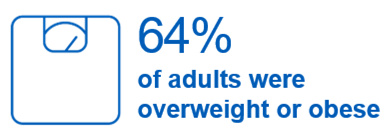 64%
of adults were
overweight or obese